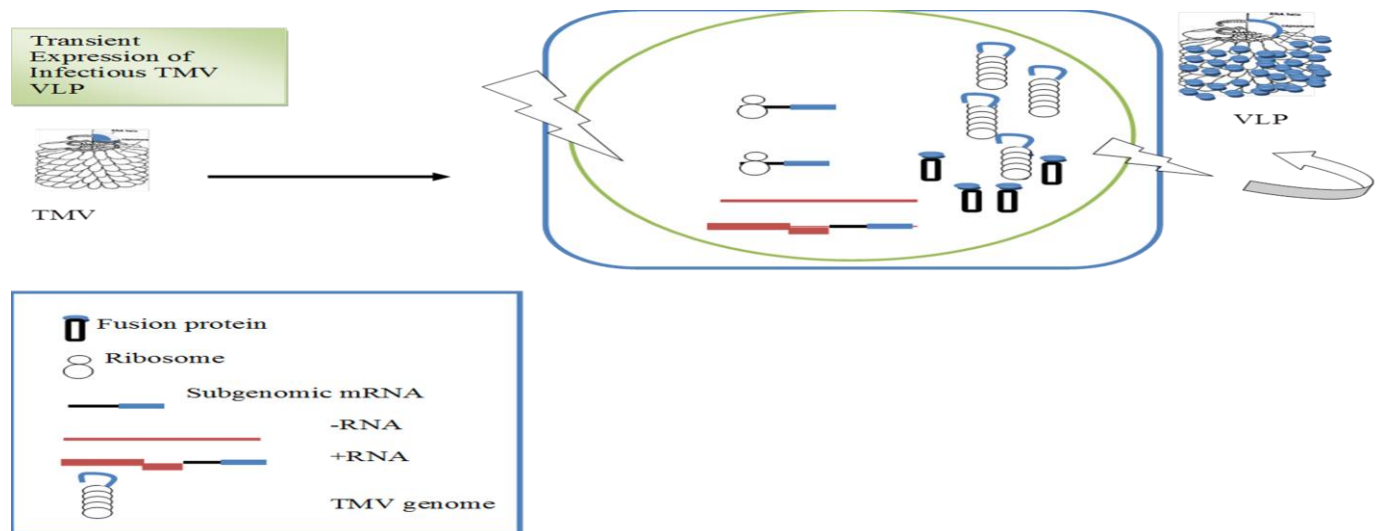 Transient
Expression of
Infectious TMV
VLP
TMV
VLP
Fusion protein
Ribosome
Subgenomic mRNA
-RNA
+RNA
TMV genome